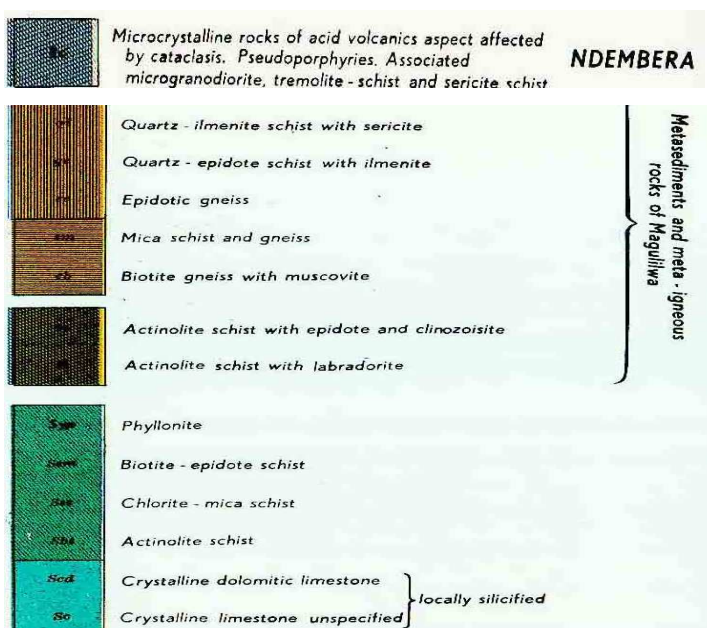 Microcrystalline rocks of acid volcanics aspect affected
by cataclasis. Pseudoporphyries. Associated
microgranodiorite, tremolite - schist and sericite schist
NDEMBERA
Quartz - ilmenite schist with sericite
Quartz - epidote schist with ilmenite
Epidotic gneiss
Mica schist and gneiss
Biotite gneiss with muscovite
Actinolite schist with epidote and clinozoisite
Actinolite schist with labradorite
Metasediments and meta - igneous
rocks of Magulilwa
Phyllonite
Biotite - epidote schist
Chlorite - mica schist
Actinolite schist
Scd
Crystalline dolomitic limestone
Sc
Crystalline limestone unspecified
locally silicified